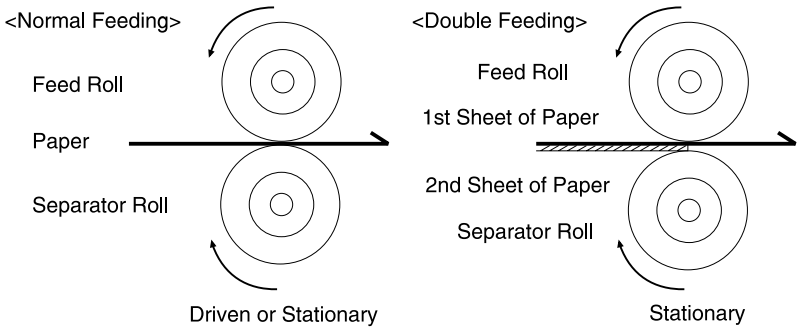 <Normal Feeding>
Feed Roll
Paper
Separator Roll
Driven or Stationary
<Double Feeding>
Feed Roll
1st Sheet of Paper
2nd Sheet of Paper
Separator Roll
Stationary